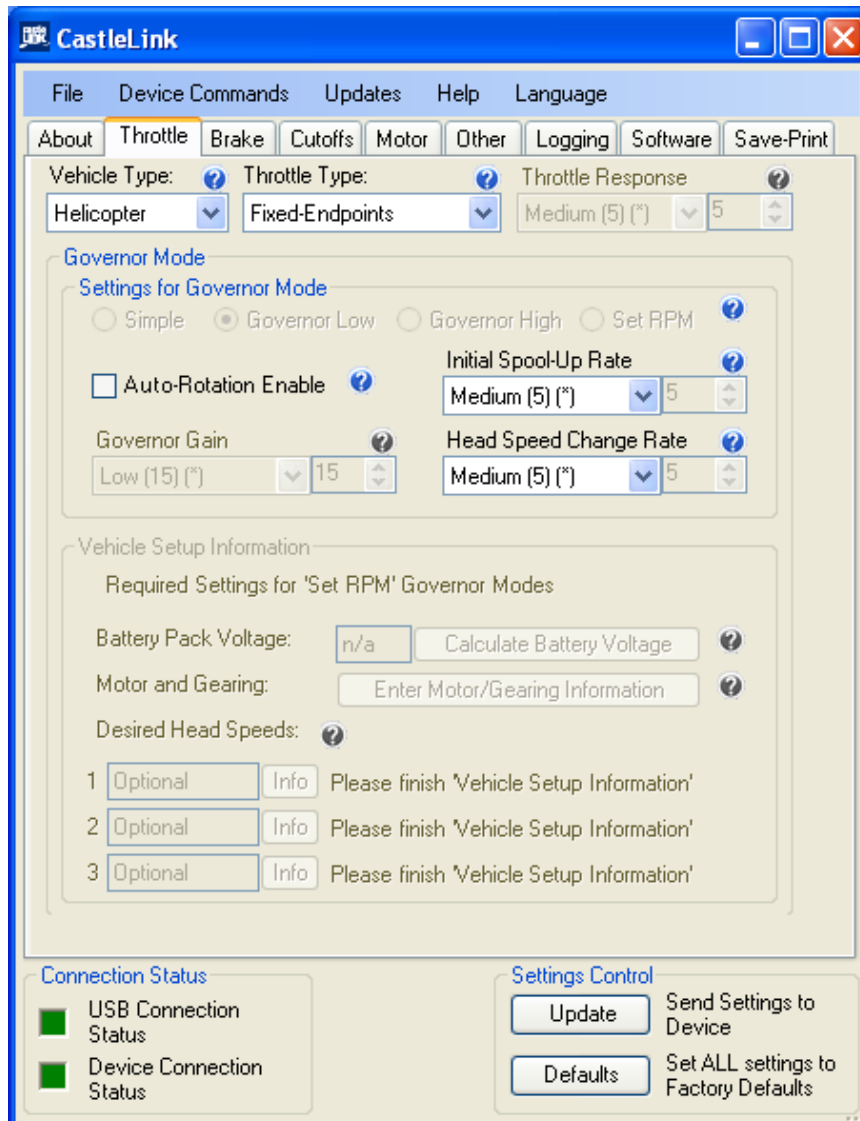 CastleLink
File Device Commands Updates Help Language
About Throttle Brake Cutoffs Motor Other Logging Software Save-Print
Vehicle Type: Throttle Type: Throttle Response
Helicopter Fixed-Endpoints Medium (5) (*) 5
Governor Mode
Settings for Governor Mode
Simple Governor Low Governor High Set RPM
Initial Spool-Up Rate
Auto-Rotation Enable Medium (5) (*) 5
Governor Gain Head Speed Change Rate
Low (15) (*) 15 Medium (5) (*) 5
Vehicle Setup Information
Required Settings for 'Set RPM' Governor Modes
Battery Pack Voltage: n/a Calculate Battery Voltage
Motor and Gearing: Enter Motor/Gearing Information
Desired Head Speeds:
1 Optional Info Please finish 'Vehicle Setup Information'
2 Optional Info Please finish 'Vehicle Setup Information'
3 Optional Info Please finish 'Vehicle Setup Information'
Connection Status
USB Connection
Status
Device Connection
Status
Settings Control
Update Send Settings to
Device
Defaults Set ALL settings to
Factory Defaults